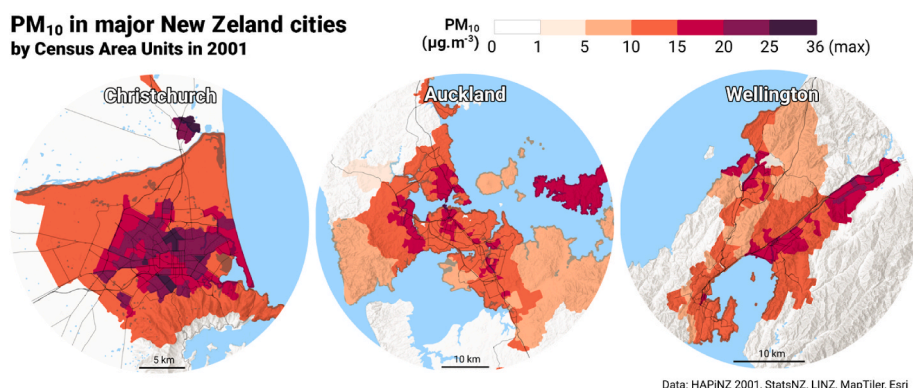 PM₁₀ in major New Zeland cities
by Census Area Units in 2001
PM₁₀
(µg.m⁻³)
0 1 5 10 15 20 25 36 (max)
Christchurch
Auckland
Wellington
5 km
10 km
10 km
Data: HAPiNZ 2001, StatsNZ, LINZ, MapTiler, Esri